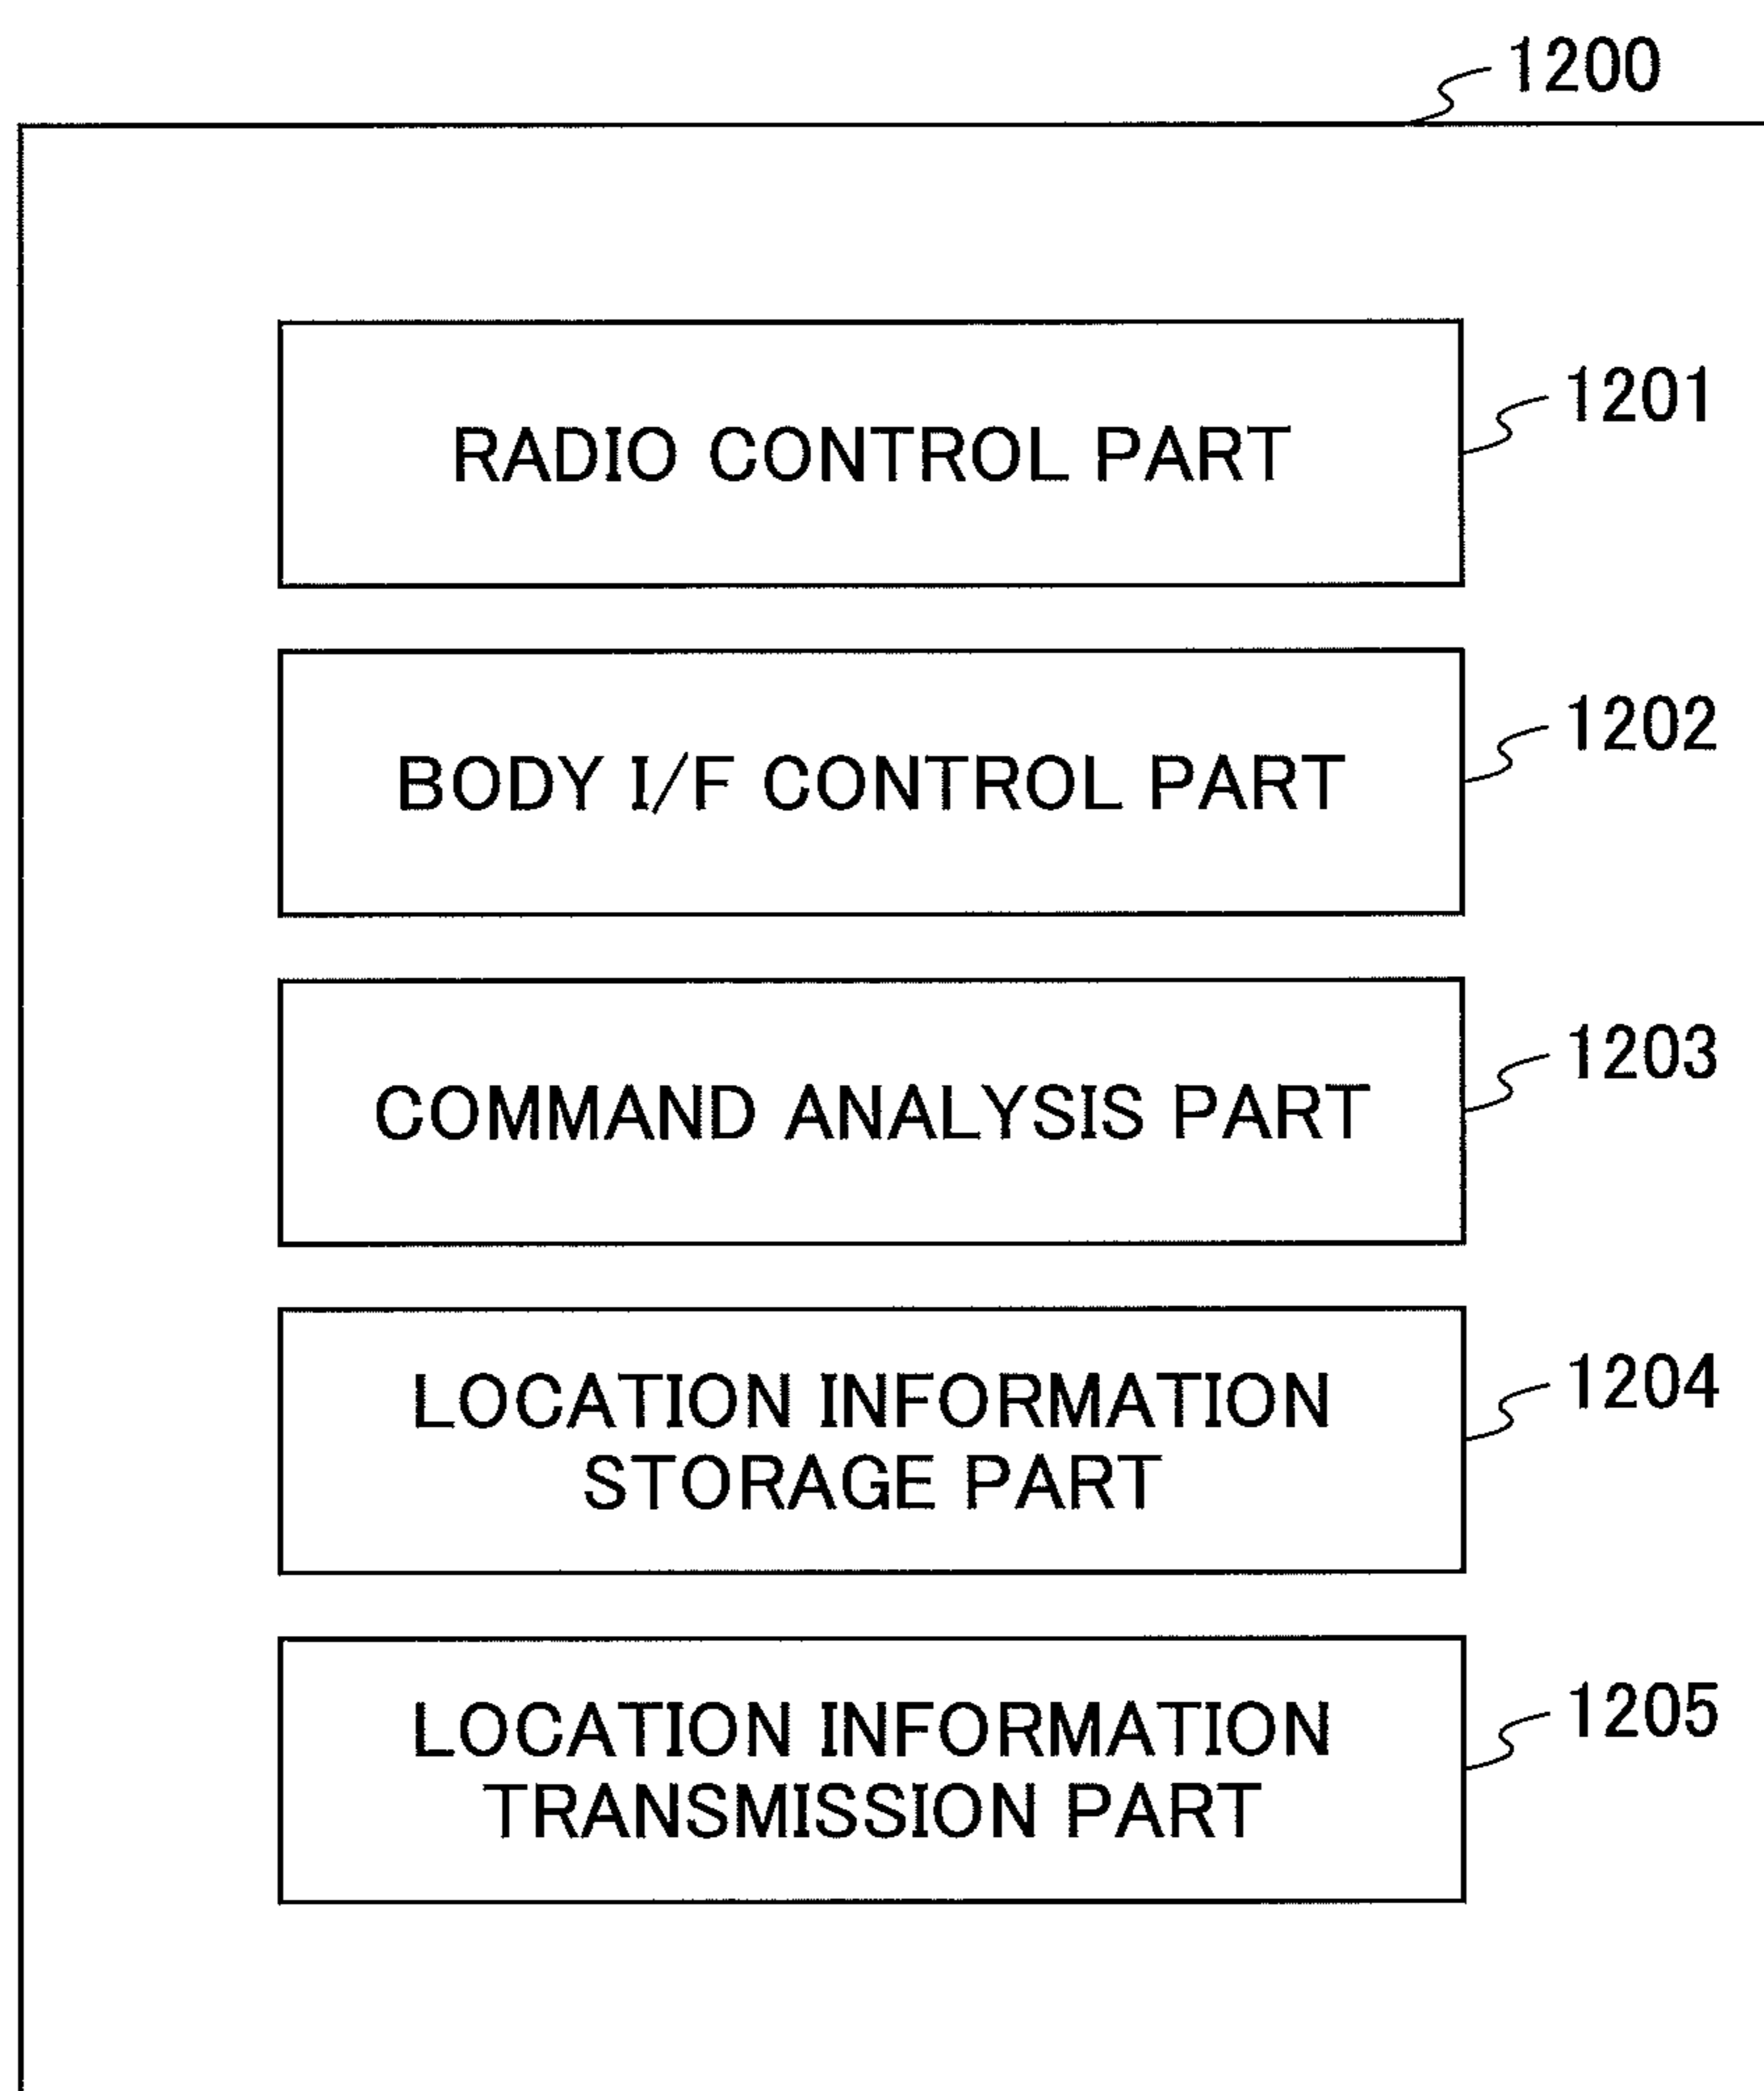 1200
RADIO CONTROL PART
1201
BODY I/F CONTROL PART
1202
COMMAND ANALYSIS PART
1203
LOCATION INFORMATION
STORAGE PART
1204
LOCATION INFORMATION
TRANSMISSION PART
1205